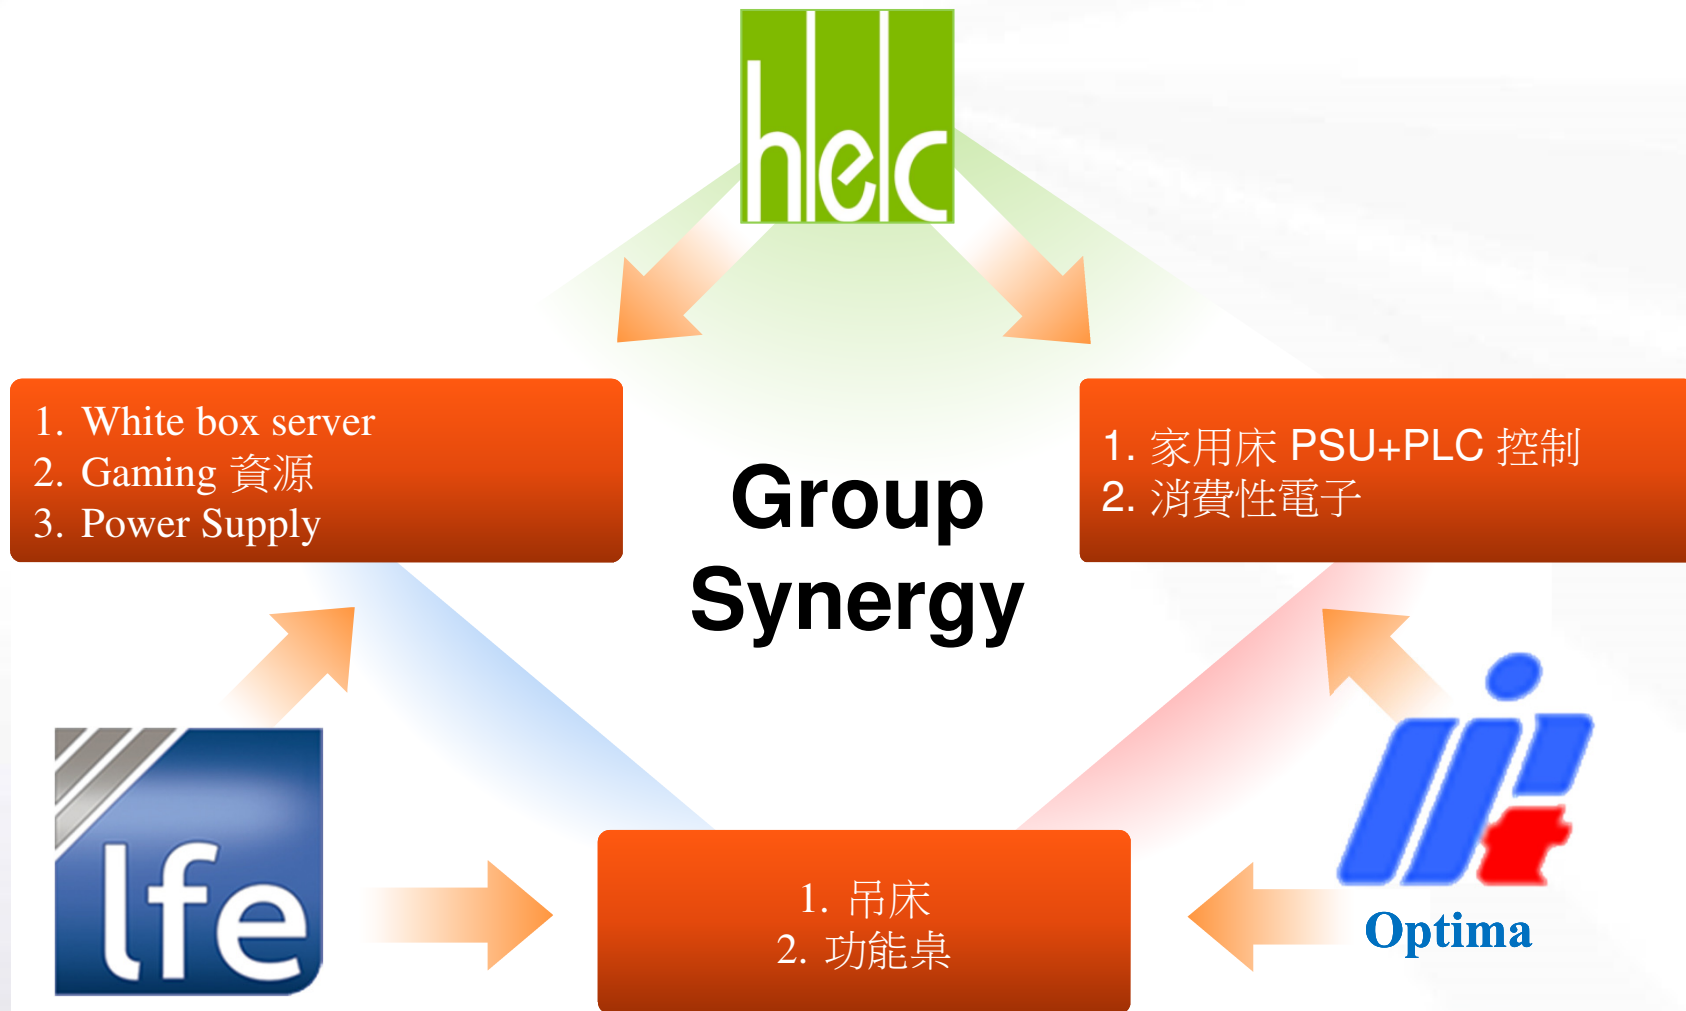 hlelc
1. White box server
2. Gaming 資源
3. Power Supply
1. 家用床 PSU+PLC 控制
2. 消費性電子
Group
Synergy
lfe
Optima
1. 吊床
2. 功能桌